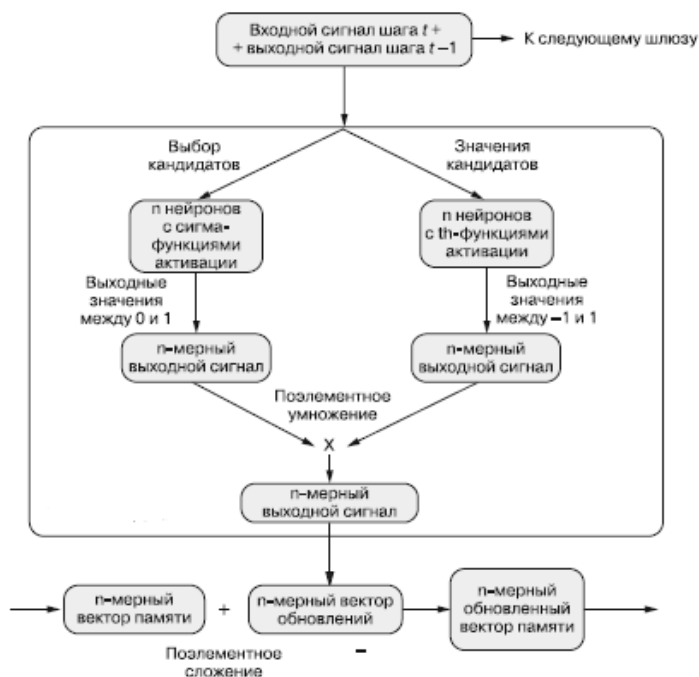 Входной сигнал шага t +
+ выходной сигнал шага t−1
К следующему шлюзу
Выбор
кандидатов
Значения
кандидатов
n нейронов
с сигма-
функциями
активации
n нейронов
с th-функциями
активации
Выходные
значения
между 0 и 1
Выходные
значения
между −1 и 1
n-мерный
выходной сигнал
n-мерный
выходной сигнал
Поэлементное
умножение
X
n-мерный
выходной сигнал
n-мерный
вектор памяти
+
n-мерный вектор
обновлений
n-мерный
обновленный
вектор памяти
Поэлементное
сложение
−